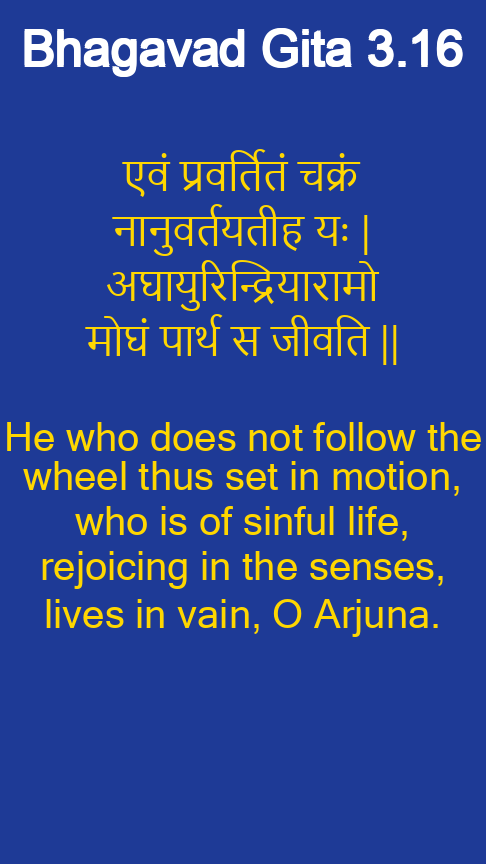 Bhagavad Gita 3.16
एवं प्रवर्तितं चक्रं
नानुवर्तयतीह यः |
अघायुरिन्द्रियारामो
मोघं पार्थ स जीवति ||
He who does not follow the
wheel thus set in motion,
who is of sinful life,
rejoicing in the senses,
lives in vain, O Arjuna.